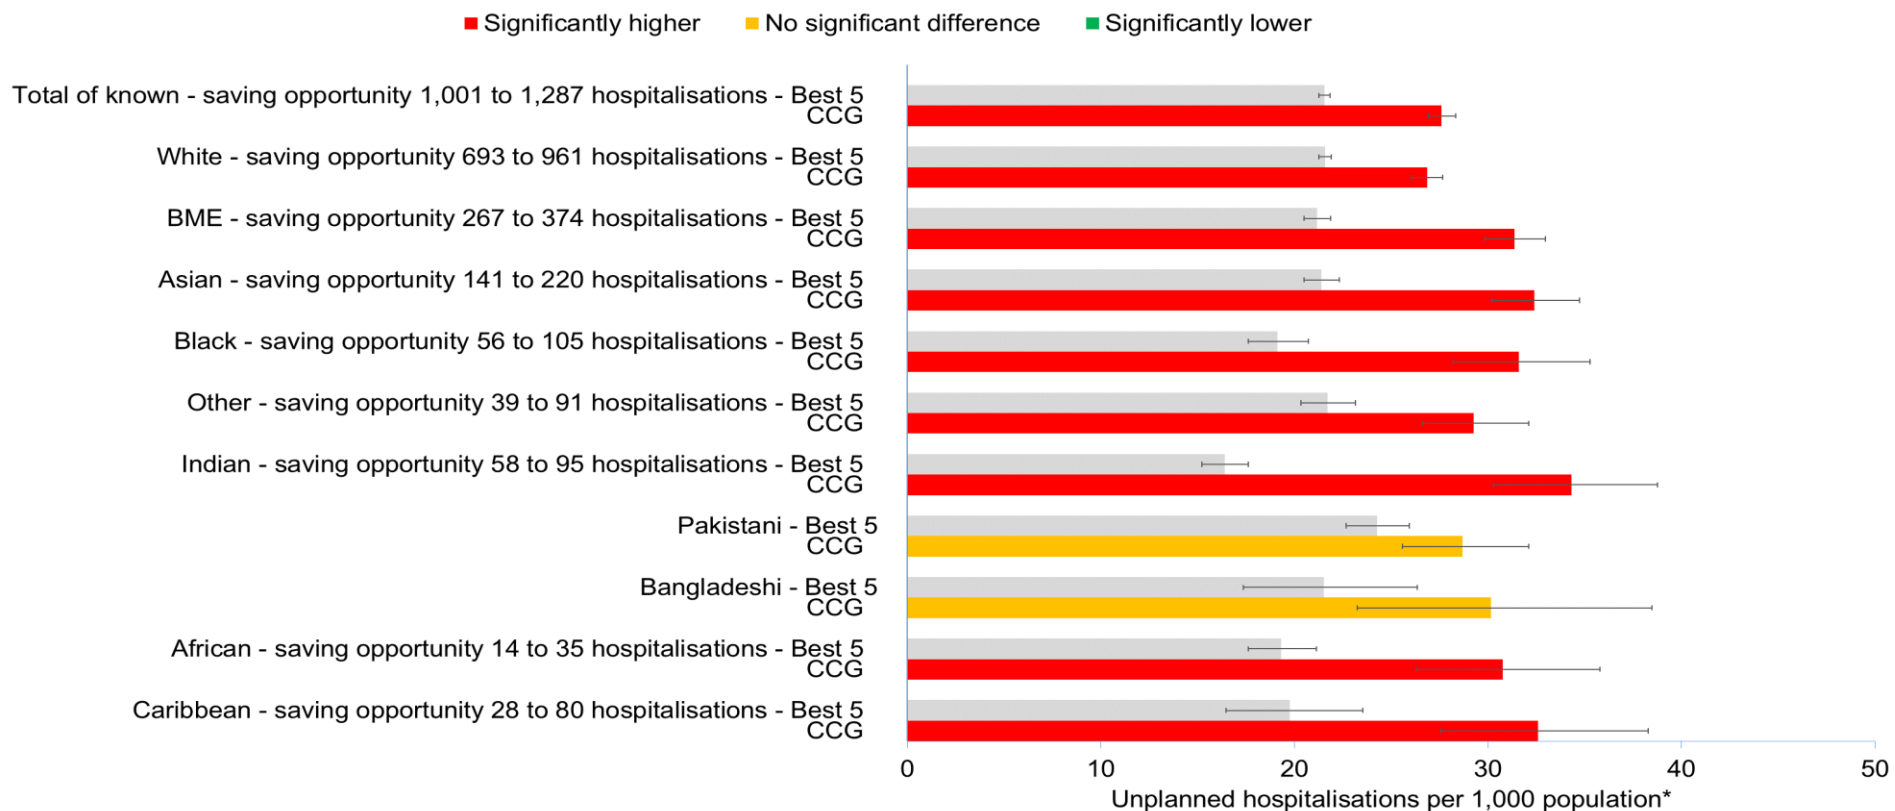 Significantly higher No significant difference Significantly lower
Total of known - saving opportunity 1,001 to 1,287 hospitalisations - Best 5
CCG
White - saving opportunity 693 to 961 hospitalisations - Best 5
CCG
BME - saving opportunity 267 to 374 hospitalisations - Best 5
CCG
Asian - saving opportunity 141 to 220 hospitalisations - Best 5
CCG
Black - saving opportunity 56 to 105 hospitalisations - Best 5
CCG
Other - saving opportunity 39 to 91 hospitalisations - Best 5
CCG
Indian - saving opportunity 58 to 95 hospitalisations - Best 5
CCG
Pakistani - Best 5
CCG
Bangladeshi - Best 5
CCG
African - saving opportunity 14 to 35 hospitalisations - Best 5
CCG
Caribbean - saving opportunity 28 to 80 hospitalisations - Best 5
CCG
0 10 20 30 40 50
Unplanned hospitalisations per 1,000 population*